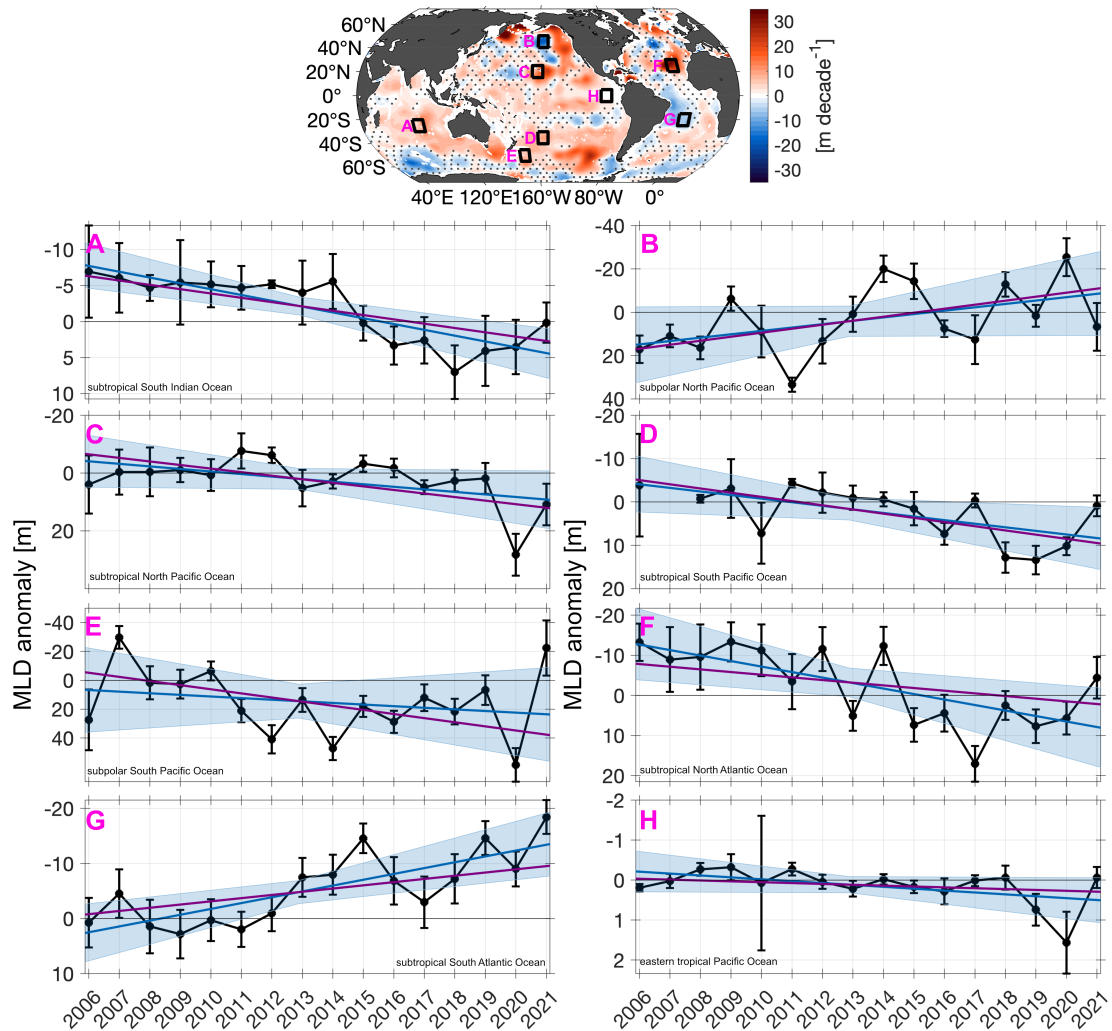 60°N
40°N
20°N
0°
20°S
40°S
60°S
40°E 120°E 160°W 80°W 0°
A
B
C
D
E
F
G
H
30
20
10
0
-10
-20
-30
[m decade-1]
MLD anomaly [m]
MLD anomaly [m]
A
-10
-5
0
5
10
subtropical South Indian Ocean
B
-40
-20
0
20
40
subpolar North Pacific Ocean
C
-20
0
20
subtropical North Pacific Ocean
D
-20
-10
0
10
20
subtropical South Pacific Ocean
E
-40
-20
0
20
40
subpolar South Pacific Ocean
F
-20
-10
0
10
20
subtropical North Atlantic Ocean
G
-20
-10
0
10
subtropical South Atlantic Ocean
H
-2
-1
0
1
2
eastern tropical Pacific Ocean
2006 2007 2008 2009 2010 2011 2012 2013 2014 2015 2016 2017 2018 2019 2020 2021
2006 2007 2008 2009 2010 2011 2012 2013 2014 2015 2016 2017 2018 2019 2020 2021